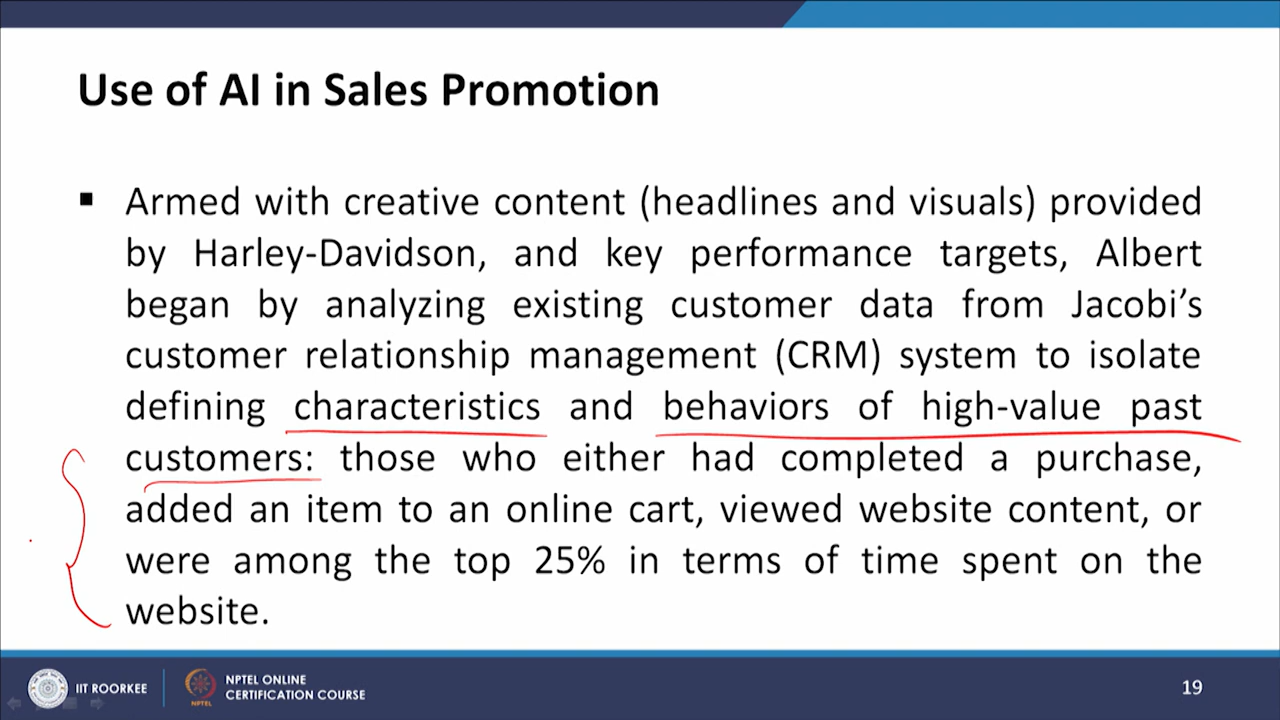 Use of AI in Sales Promotion
▪ Armed with creative content (headlines and visuals) provided
by Harley-Davidson, and key performance targets, Albert
began by analyzing existing customer data from Jacobi’s
customer relationship management (CRM) system to isolate
defining characteristics and behaviors of high-value past
customers: those who either had completed a purchase,
added an item to an online cart, viewed website content, or
were among the top 25% in terms of time spent on the
website.
IIT ROORKEE
NPTEL
NPTEL ONLINE
CERTIFICATION COURSE
19